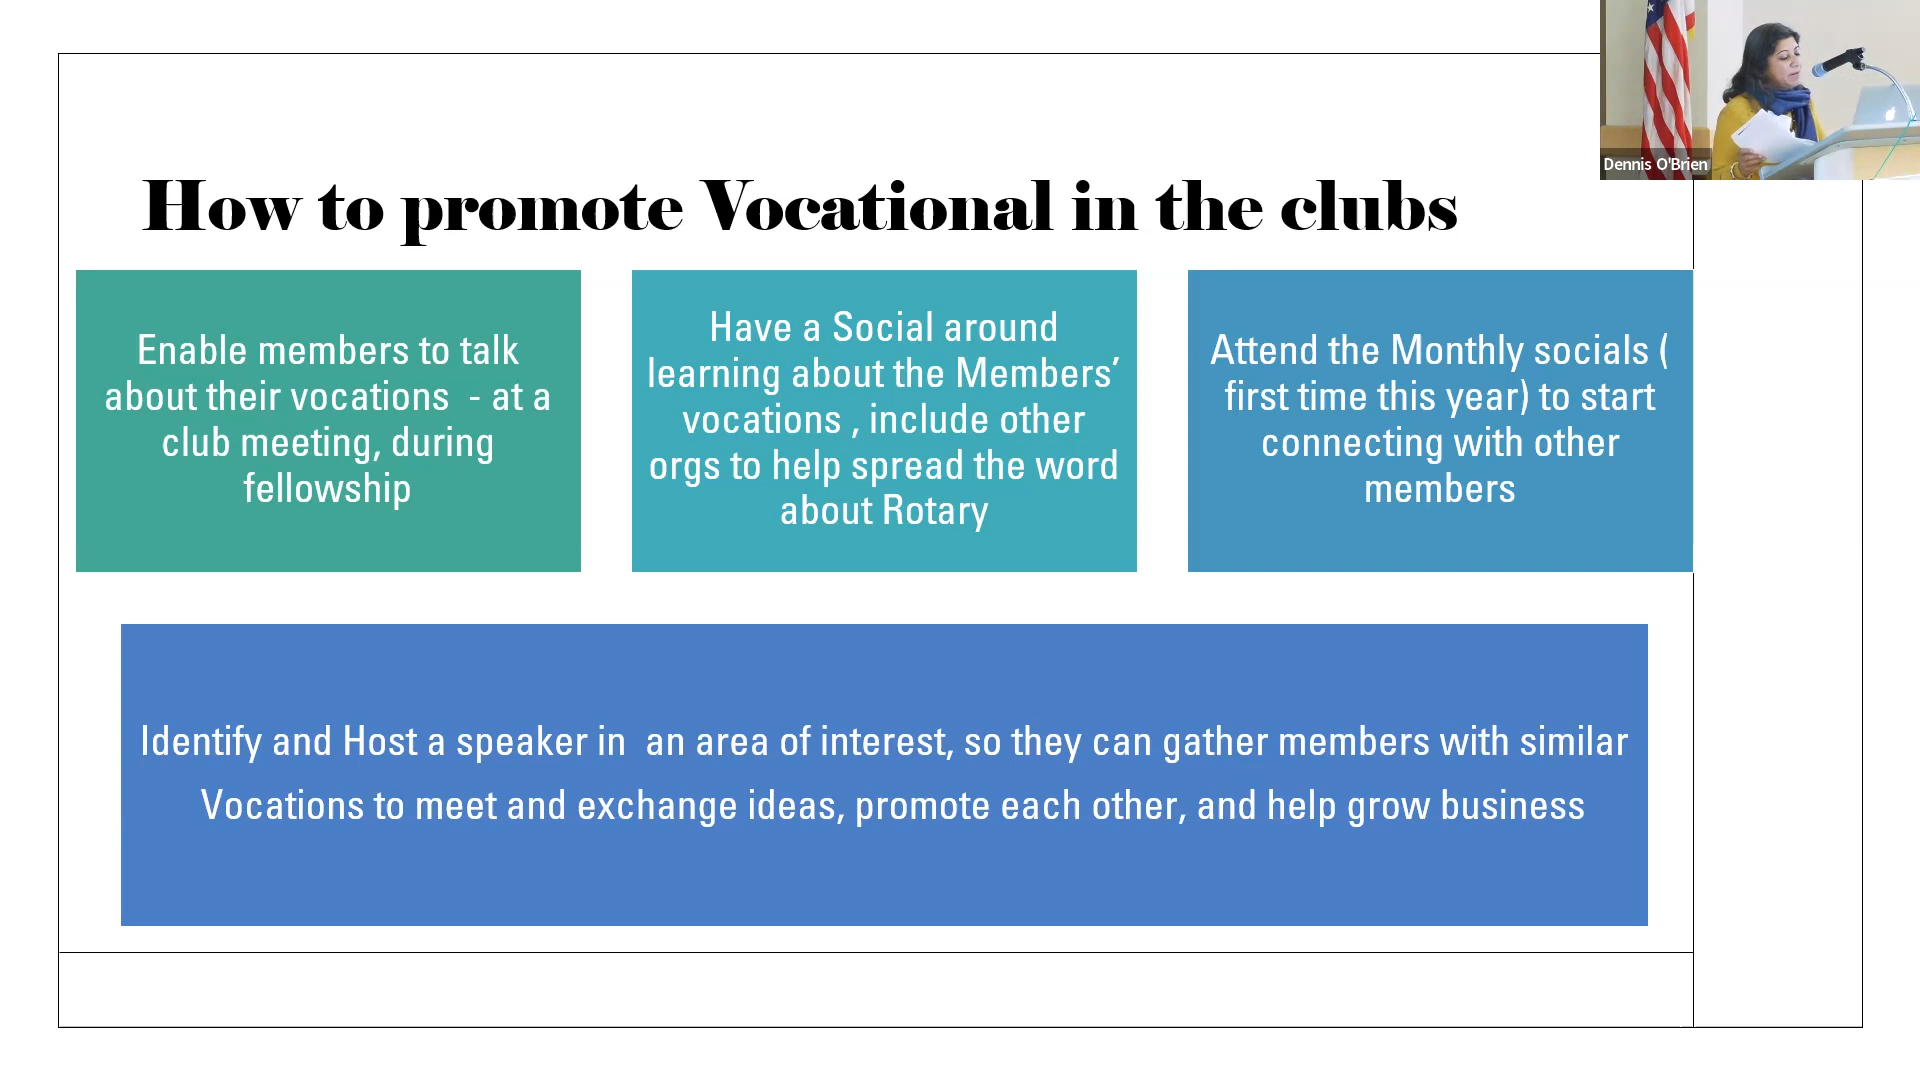 Dennis O'Brien
How to promote Vocational in the clubs
Enable members to talk
about their vocations - at a
club meeting, during
fellowship
Have a Social around
learning about the Members’
vocations , include other
orgs to help spread the word
about Rotary
Attend the Monthly socials (
first time this year) to start
connecting with other
members
Identify and Host a speaker in an area of interest, so they can gather members with similar
Vocations to meet and exchange ideas, promote each other, and help grow business